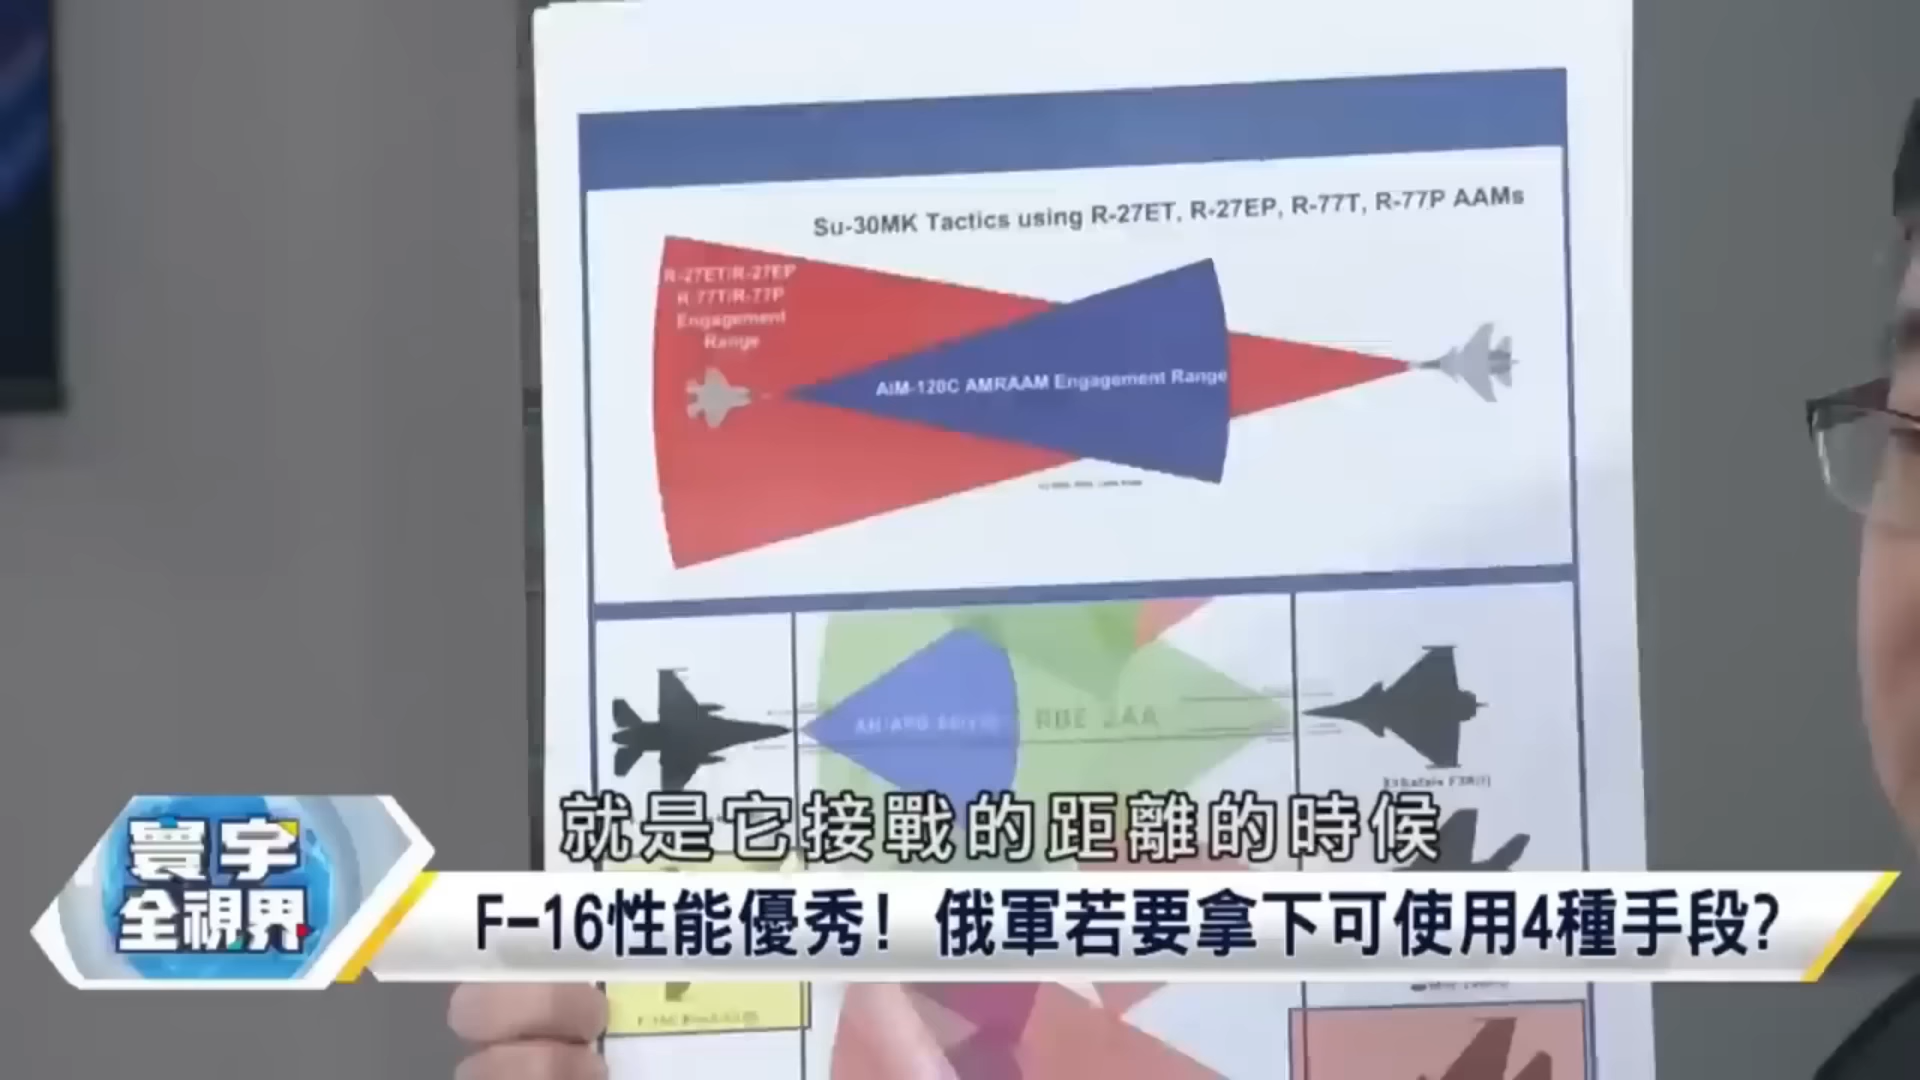 Su-30MK Tactics using R-27ET, R-27EP, R-77T, R-77P AAMs
R-27ET/R-27EP
R-77T/R-77P
Engagement
Range
AIM-120C AMRAAM Engagement Range
RBE 2AA
就是它接戰的距離的時候
寰宇
全視界
F-16性能優秀! 俄軍若要拿下可使用4種手段?